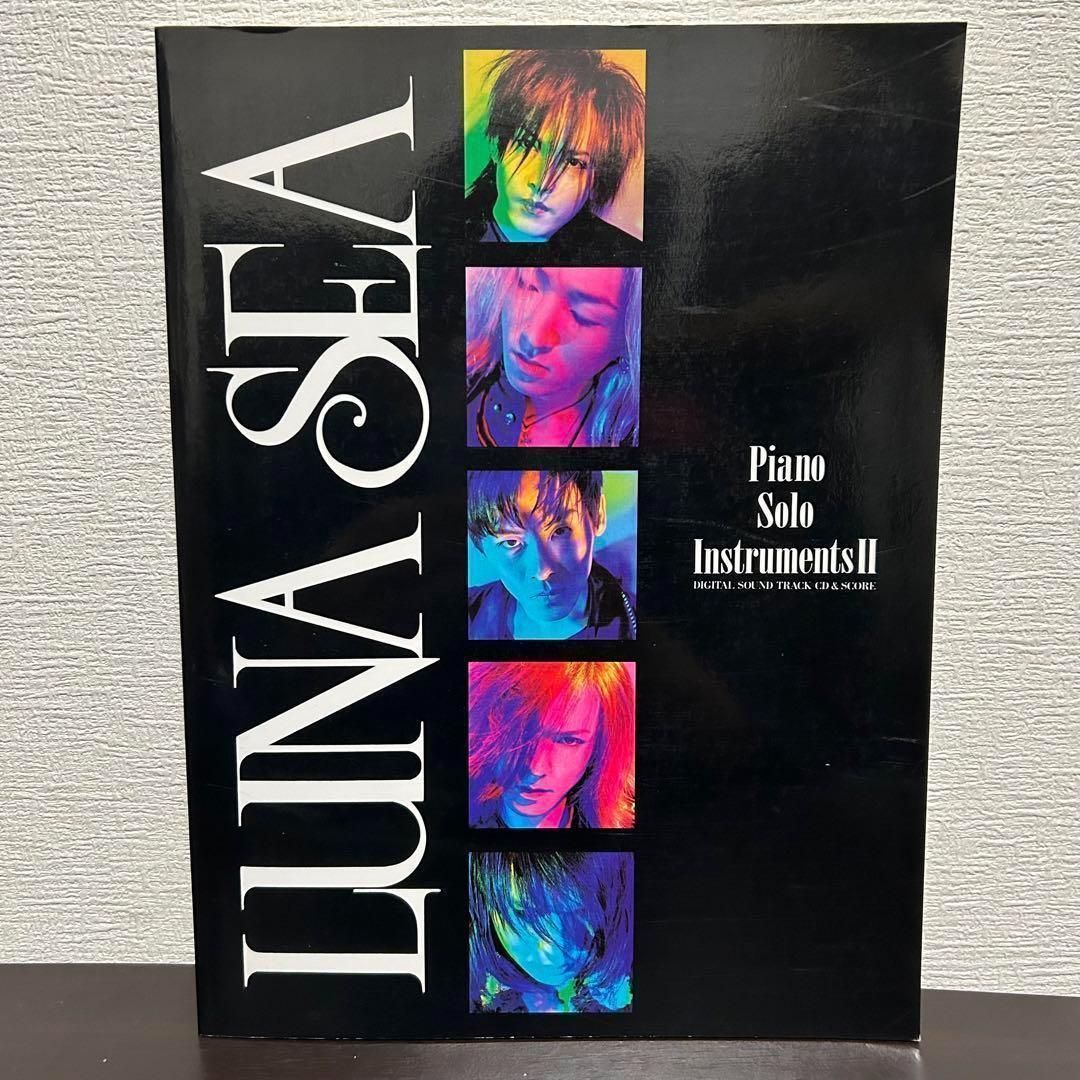 LUNA SEA
Piano
Solo
Instruments II
DIGITAL SOUND TRACK CD & SCORE